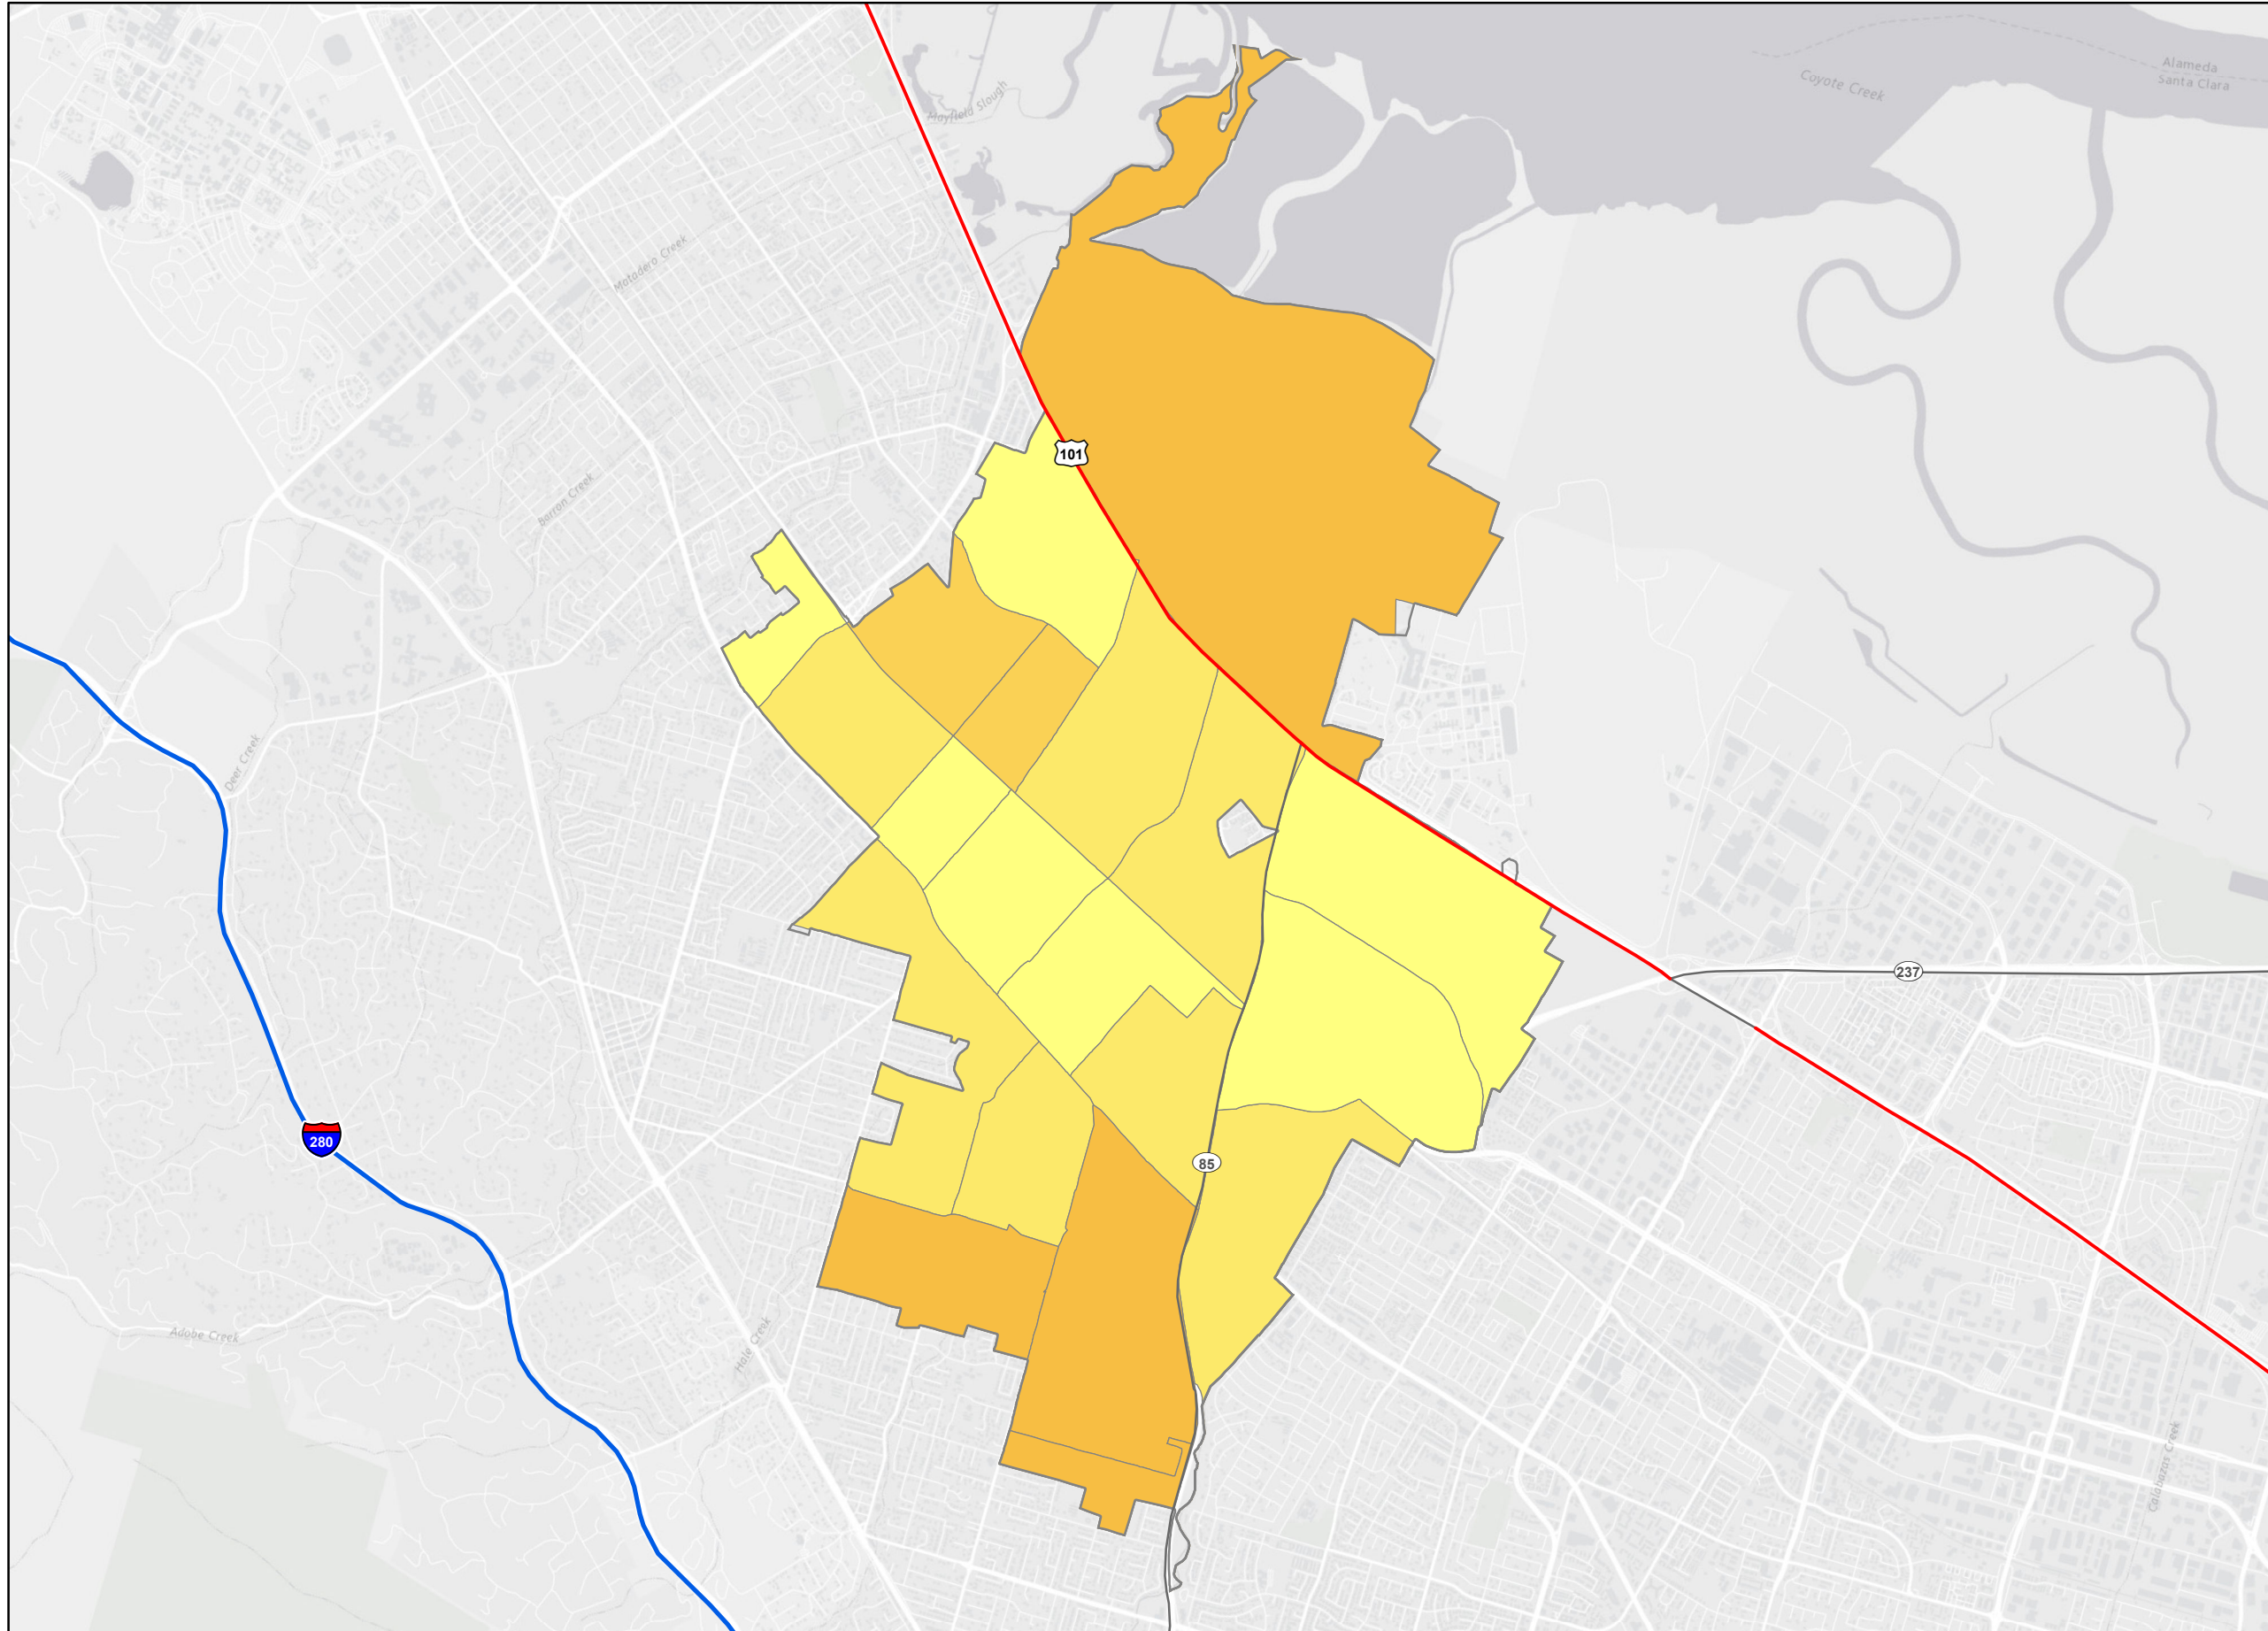 Alameda
Santa Clara
Coyote Creek
Mayfield Slough
Matadero Creek
101
Barron Creek
Deer Creek
237
280
85
Adobe Creek
Hale Creek
Calabazas Creek